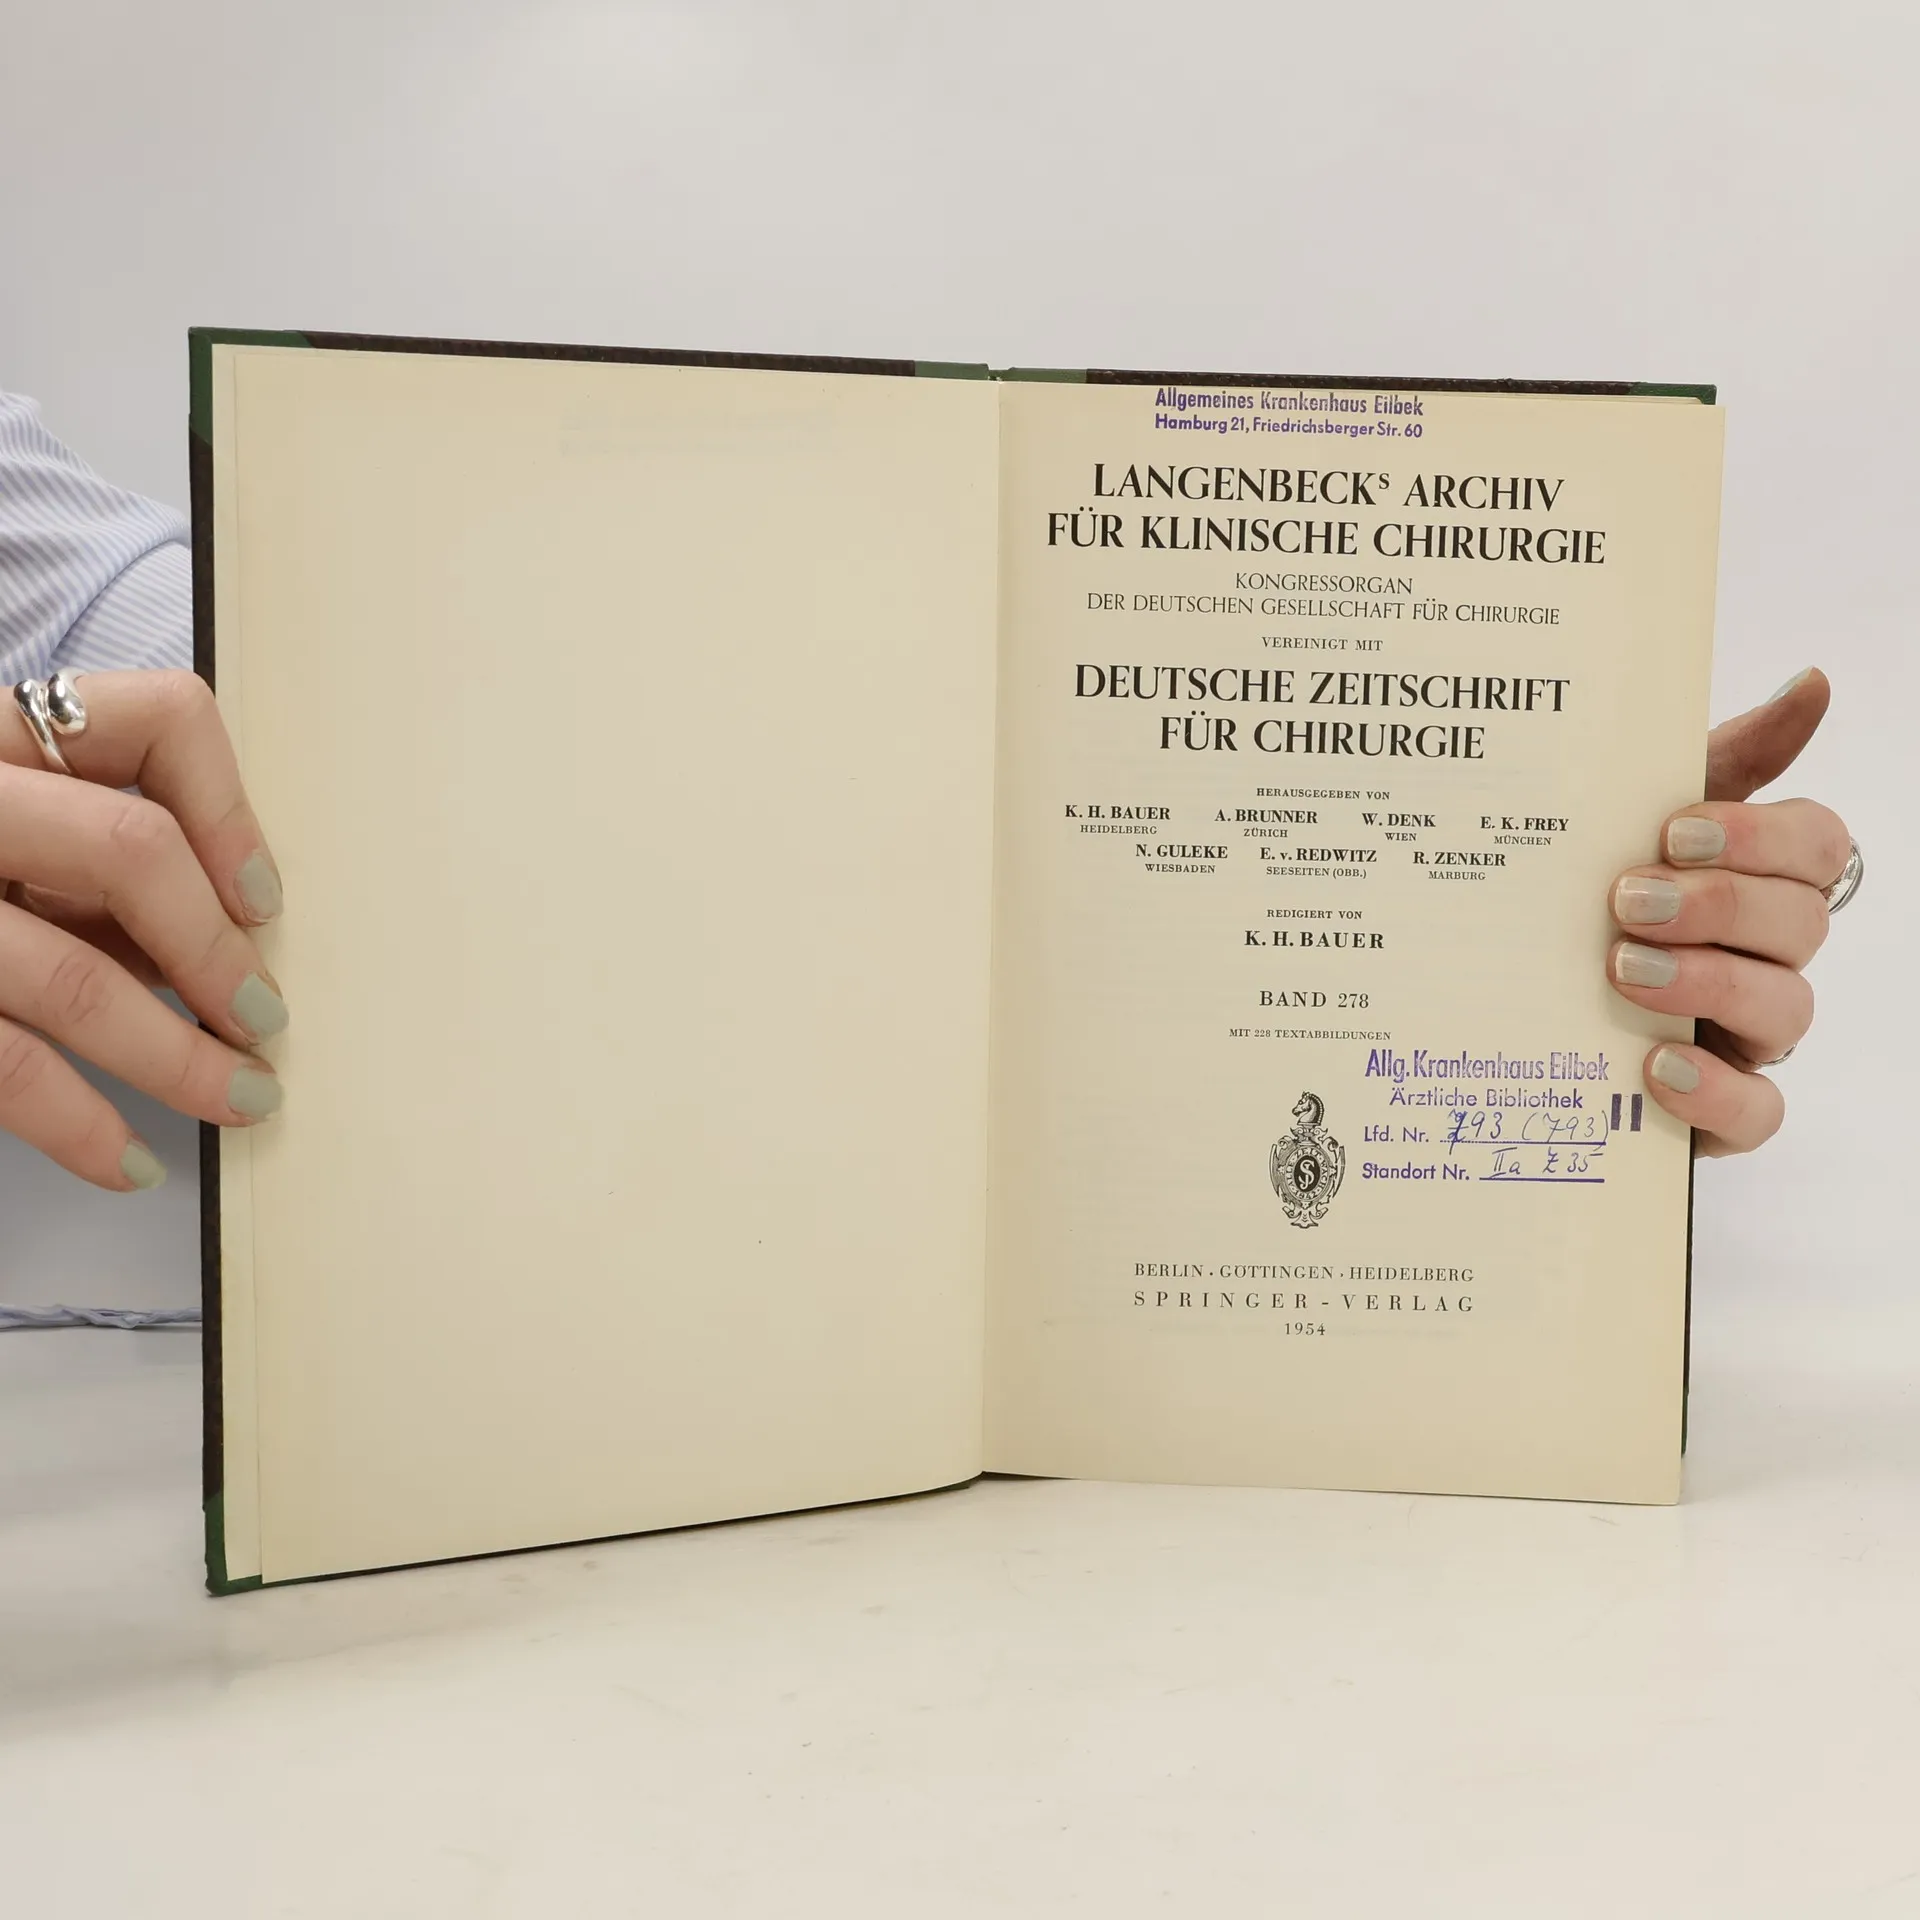 Allgemeines Krankenhaus Eilbek
Hamburg 21, Friedrichsberger Str. 60
LANGENBECKˢ ARCHIV
FÜR KLINISCHE CHIRURGIE
KONGRESSORGAN
DER DEUTSCHEN GESELLSCHAFT FÜR CHIRURGIE
VEREINIGT MIT
DEUTSCHE ZEITSCHRIFT
FÜR CHIRURGIE
HERAUSGEGEBEN VON
K. H. BAUER A. BRUNNER W. DENK E. K. FREY
HEIDELBERG ZÜRICH WIEN MÜNCHEN
N. GULEKE E. v. REDWITZ R. ZENKER
WIESBADEN SEESEITEN (OBB.) MARBURG
REDIGIERT VON
K. H. BAUER
BAND 278
MIT 228 TEXTABBILDUNGEN
Allg. Krankenhaus Eilbek
Ärztliche Bibliothek
Lfd. Nr. 793 (793)
Standort Nr. IIa Z 35
BERLIN · GÖTTINGEN · HEIDELBERG
SPRINGER-VERLAG
1954